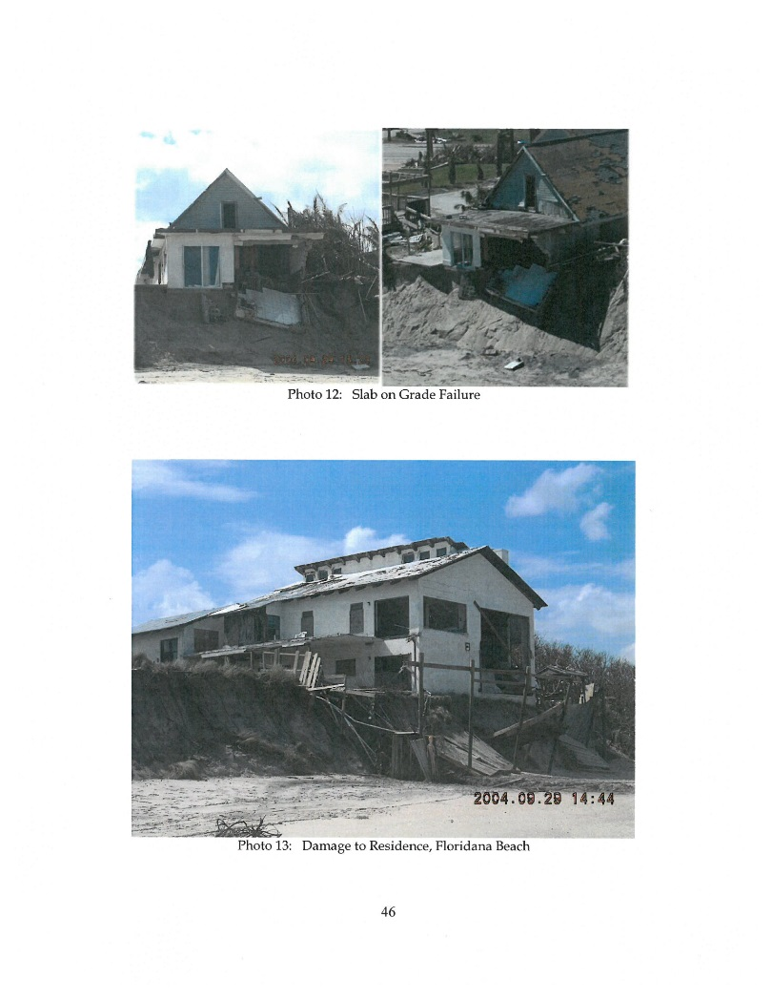 Photo 12: Slab on Grade Failure
2004.09.29 14:44
Photo 13: Damage to Residence, Floridana Beach
46